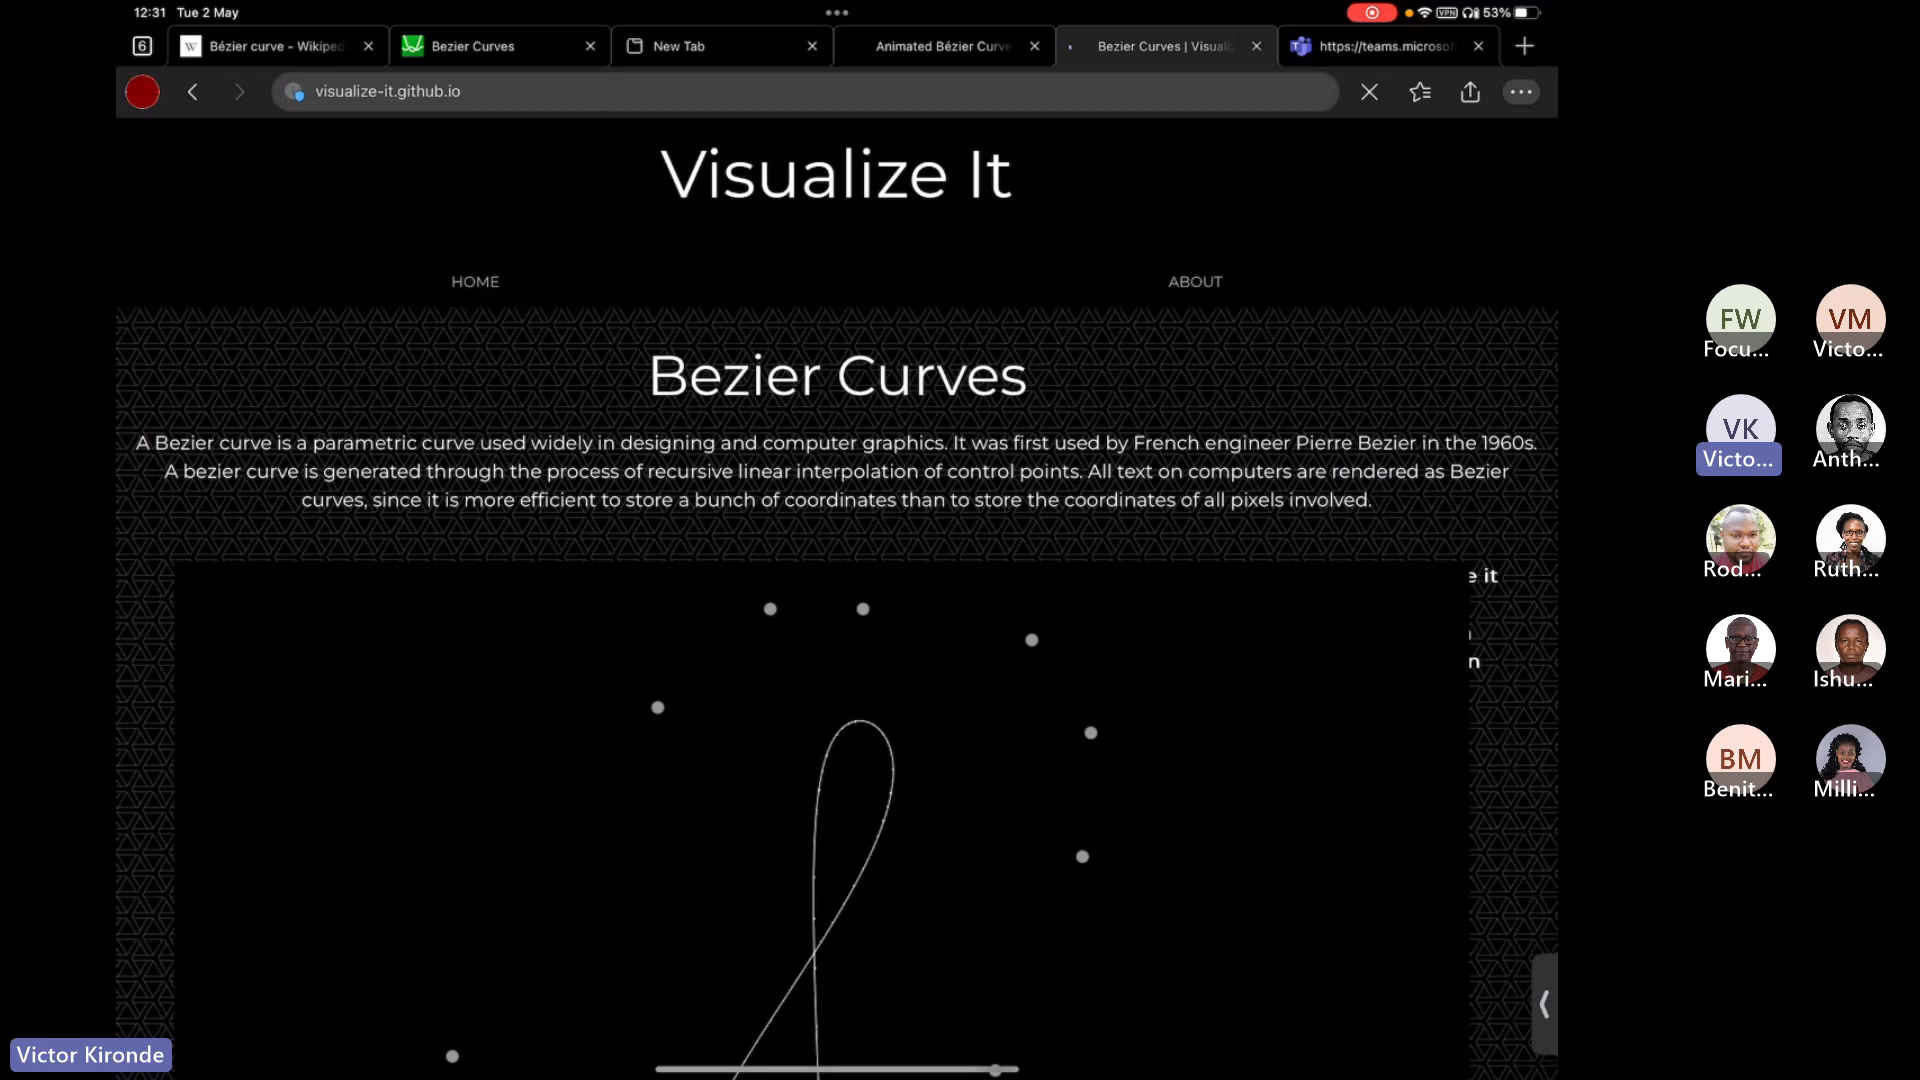 12:31 Tue 2 May
VPN 53%
6
W Bézier curve - Wikiped
Bezier Curves
New Tab
Animated Bézier Curve
Bezier Curves | Visuali
https://teams.microsof
visualize-it.github.io
Visualize It
HOME
ABOUT
Bezier Curves
A Bezier curve is a parametric curve used widely in designing and computer graphics. It was first used by French engineer Pierre Bezier in the 1960s.
A bezier curve is generated through the process of recursive linear interpolation of control points. All text on computers are rendered as Bezier
curves, since it is more efficient to store a bunch of coordinates than to store the coordinates of all pixels involved.
e it
n
FW
Focu...
VM
Victo...
VK
Victo...
Anth...
Rod...
Ruth...
Mari...
Ishu...
BM
Benit...
Milli...
Victor Kironde